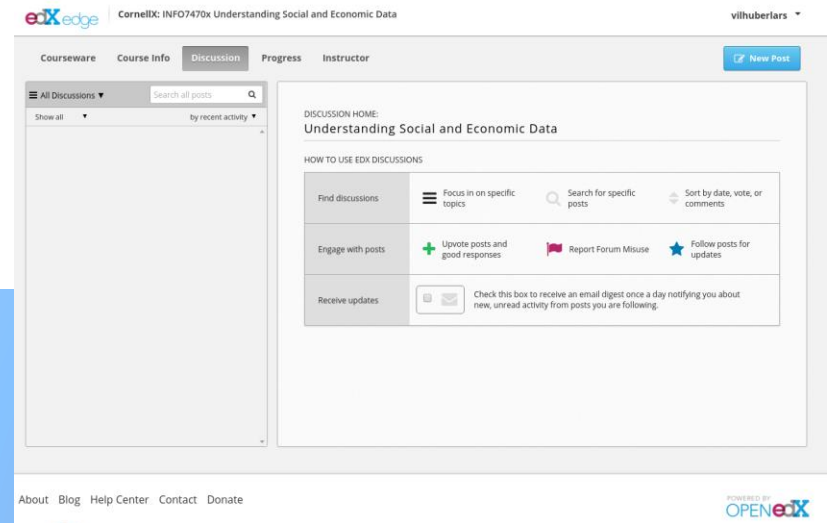 edX edge CornellX: INFO7470x Understanding Social and Economic Data vilhuberlars
Courseware Course Info Discussion Progress Instructor New Post
All Discussions Search all posts
Show all by recent activity
DISCUSSION HOME:
Understanding Social and Economic Data
HOW TO USE EDX DISCUSSIONS
Find discussions
Focus in on specific
topics
Search for specific
posts
Sort by date, vote, or
comments
Engage with posts
Upvote posts and
good responses
Report Forum Misuse
Follow posts for
updates
Receive updates
Check this box to receive an email digest once a day notifying you about
new, unread activity from posts you are following.
About Blog Help Center Contact Donate
POWERED BY
OPEN edX